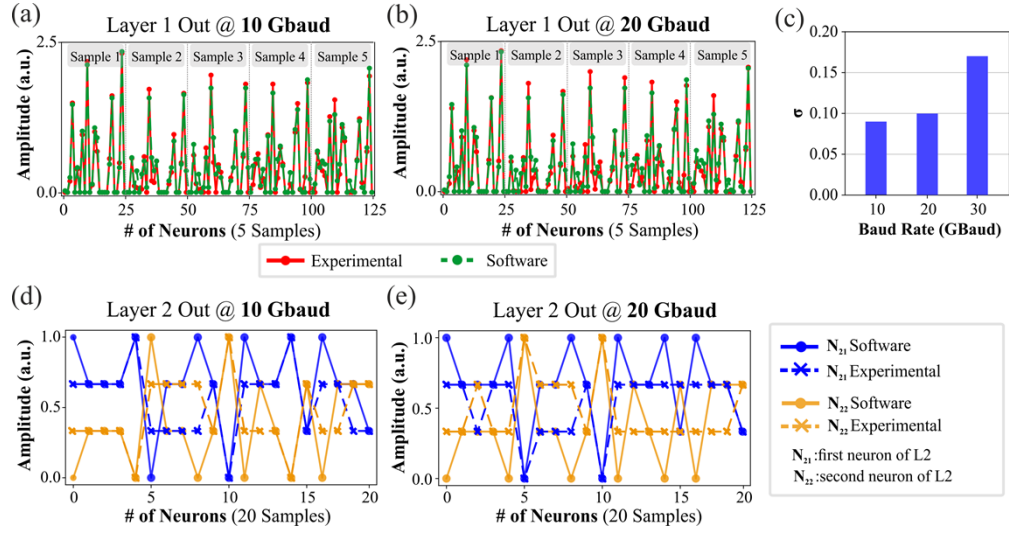 (a)
Layer 1 Out @ 10 Gbaud
2.5
0.0
Amplitude (a.u.)
Sample 1
Sample 2
Sample 3
Sample 4
Sample 5
0 25 50 75 100 125
# of Neurons (5 Samples)
(b)
Layer 1 Out @ 20 Gbaud
2.5
0.0
Amplitude (a.u.)
Sample 1
Sample 2
Sample 3
Sample 4
Sample 5
0 25 50 75 100 125
# of Neurons (5 Samples)
(c)
0.20
0.15
0.10
0.05
0.00
σ
10 20 30
Baud Rate (GBaud)
Experimental
Software
(d)
Layer 2 Out @ 10 Gbaud
1.0
0.5
0.0
Amplitude (a.u.)
0 5 10 15 20
# of Neurons (20 Samples)
(e)
Layer 2 Out @ 20 Gbaud
1.0
0.5
0.0
Amplitude (a.u.)
0 5 10 15 20
# of Neurons (20 Samples)
N21 Software
N21 Experimental
N22 Software
N22 Experimental
N21 :first neuron of L2
N22 :second neuron of L2